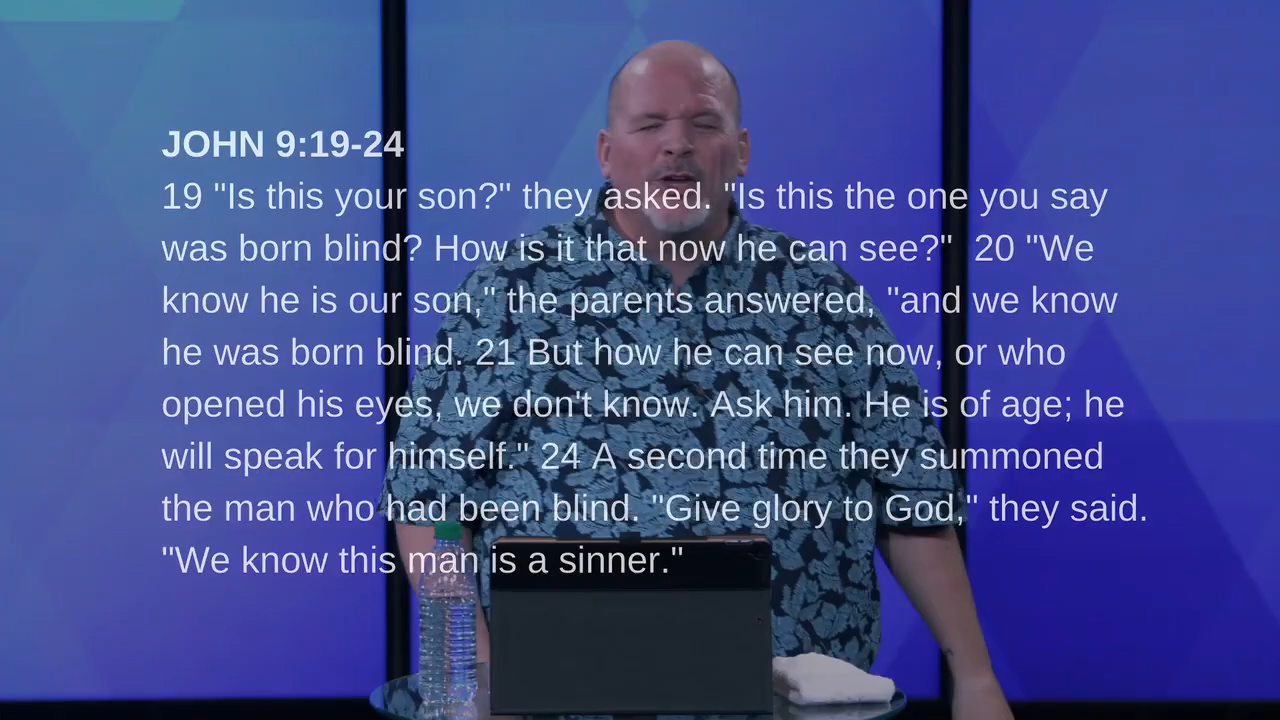 JOHN 9:19-24
19 "Is this your son?" they asked. "Is this the one you say
was born blind? How is it that now he can see?"  20 "We
know he is our son," the parents answered, "and we know
he was born blind. 21 But how he can see now, or who
opened his eyes, we don't know. Ask him. He is of age; he
will speak for himself." 24 A second time they summoned
the man who had been blind. "Give glory to God," they said.
"We know this man is a sinner."